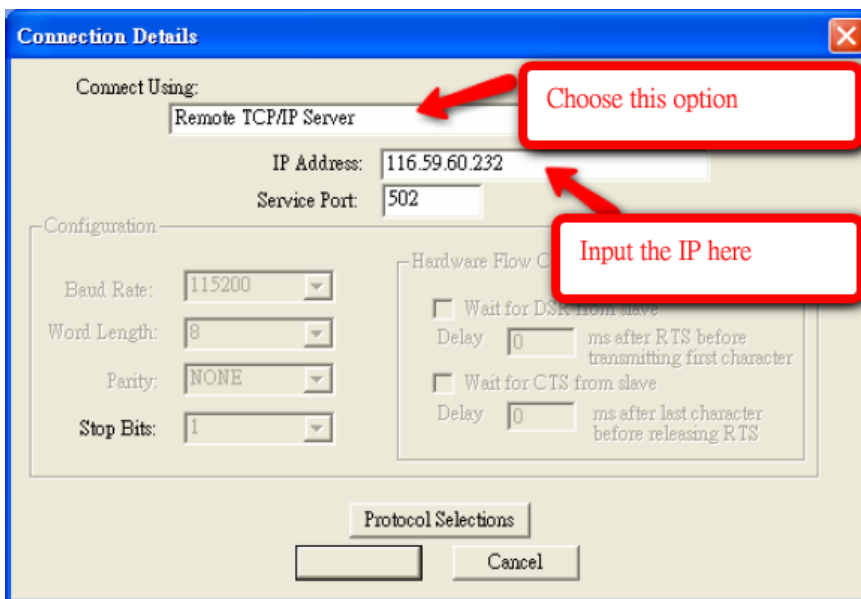 Connection Details
Connect Using:
Choose this option
Remote TCP/IP Server
IP Address:
116.59.60.232
Service Port:
502
Input the IP here
Configuration
Baud Rate:
115200
Word Length:
8
Parity:
NONE
Stop Bits:
1
Hardware Flow
Wait for DSR from slave
Delay
0
ms after RTS before
transmitting first character
Wait for CTS from slave
Delay
0
ms after last character
before releasing RTS
Protocol Selections
Cancel